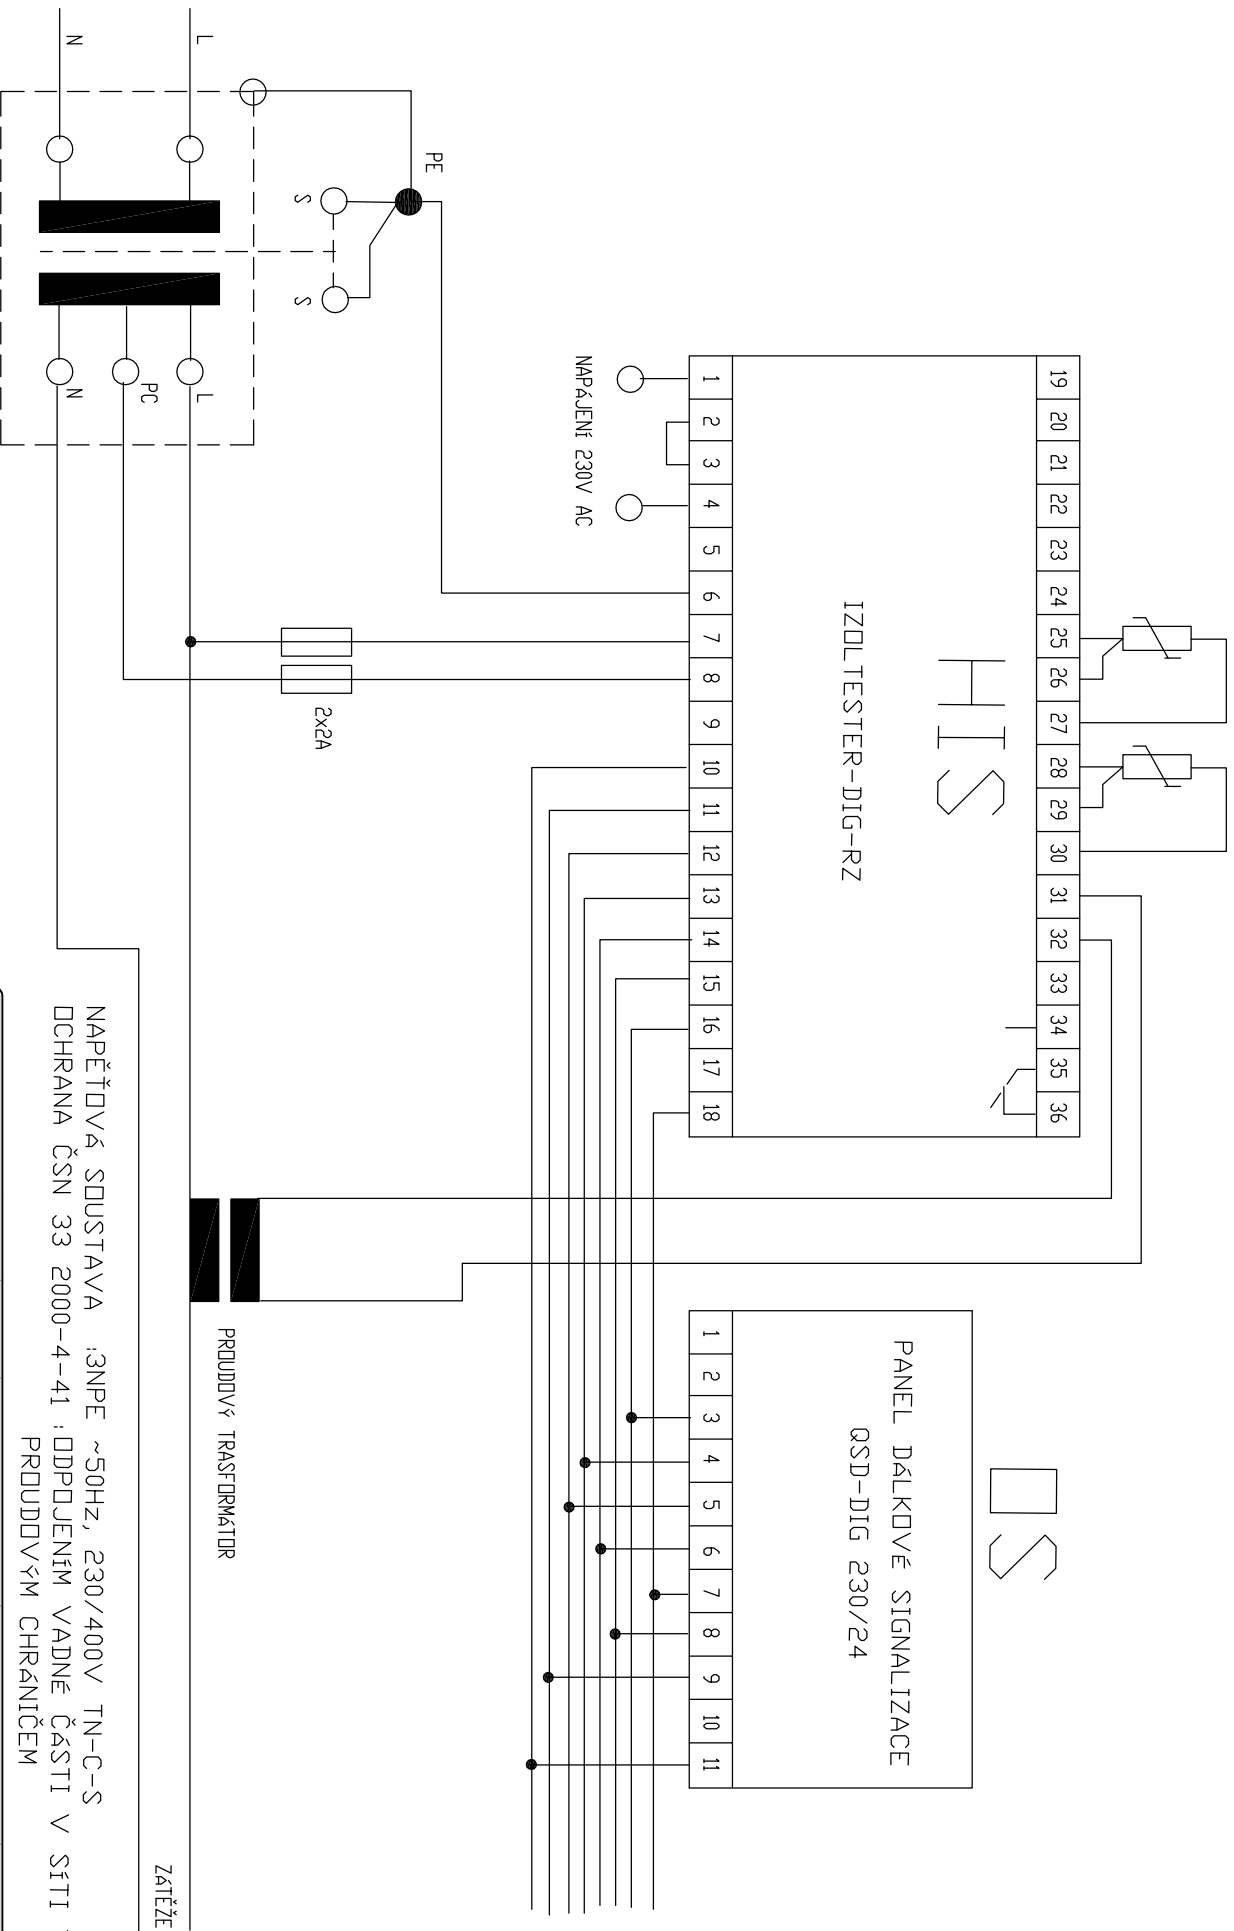 19 20 21 22 23 24 25 26 27 28 29 30 31 32 33 34 35 36
HIS
OS
IZOLTESTER-DIG-RZ
PANEL DÁLKOVÉ SIGNALIZACE
QSD-DIG 230/24
1 2 3 4 5 6 7 8 9 10 11 12 13 14 15 16 17 18
1 2 3 4 5 6 7 8 9 10 11
NAPÁJENÍ 230V AC
PE
S
S
2x2A
PROUDOVÝ TRASFORMÁTOR
L
L
PC
ZÁTĚŽE
N
N
NAPĚŤOVÁ SOUSTAVA :3NPE ~50Hz, 230/400V TN-C-S
OCHRANA ČSN 33 2000-4-41 :ODPOJENÍM VADNÉ ČÁSTI V SÍTI
PROUDOVÝM CHRÁNIČEM